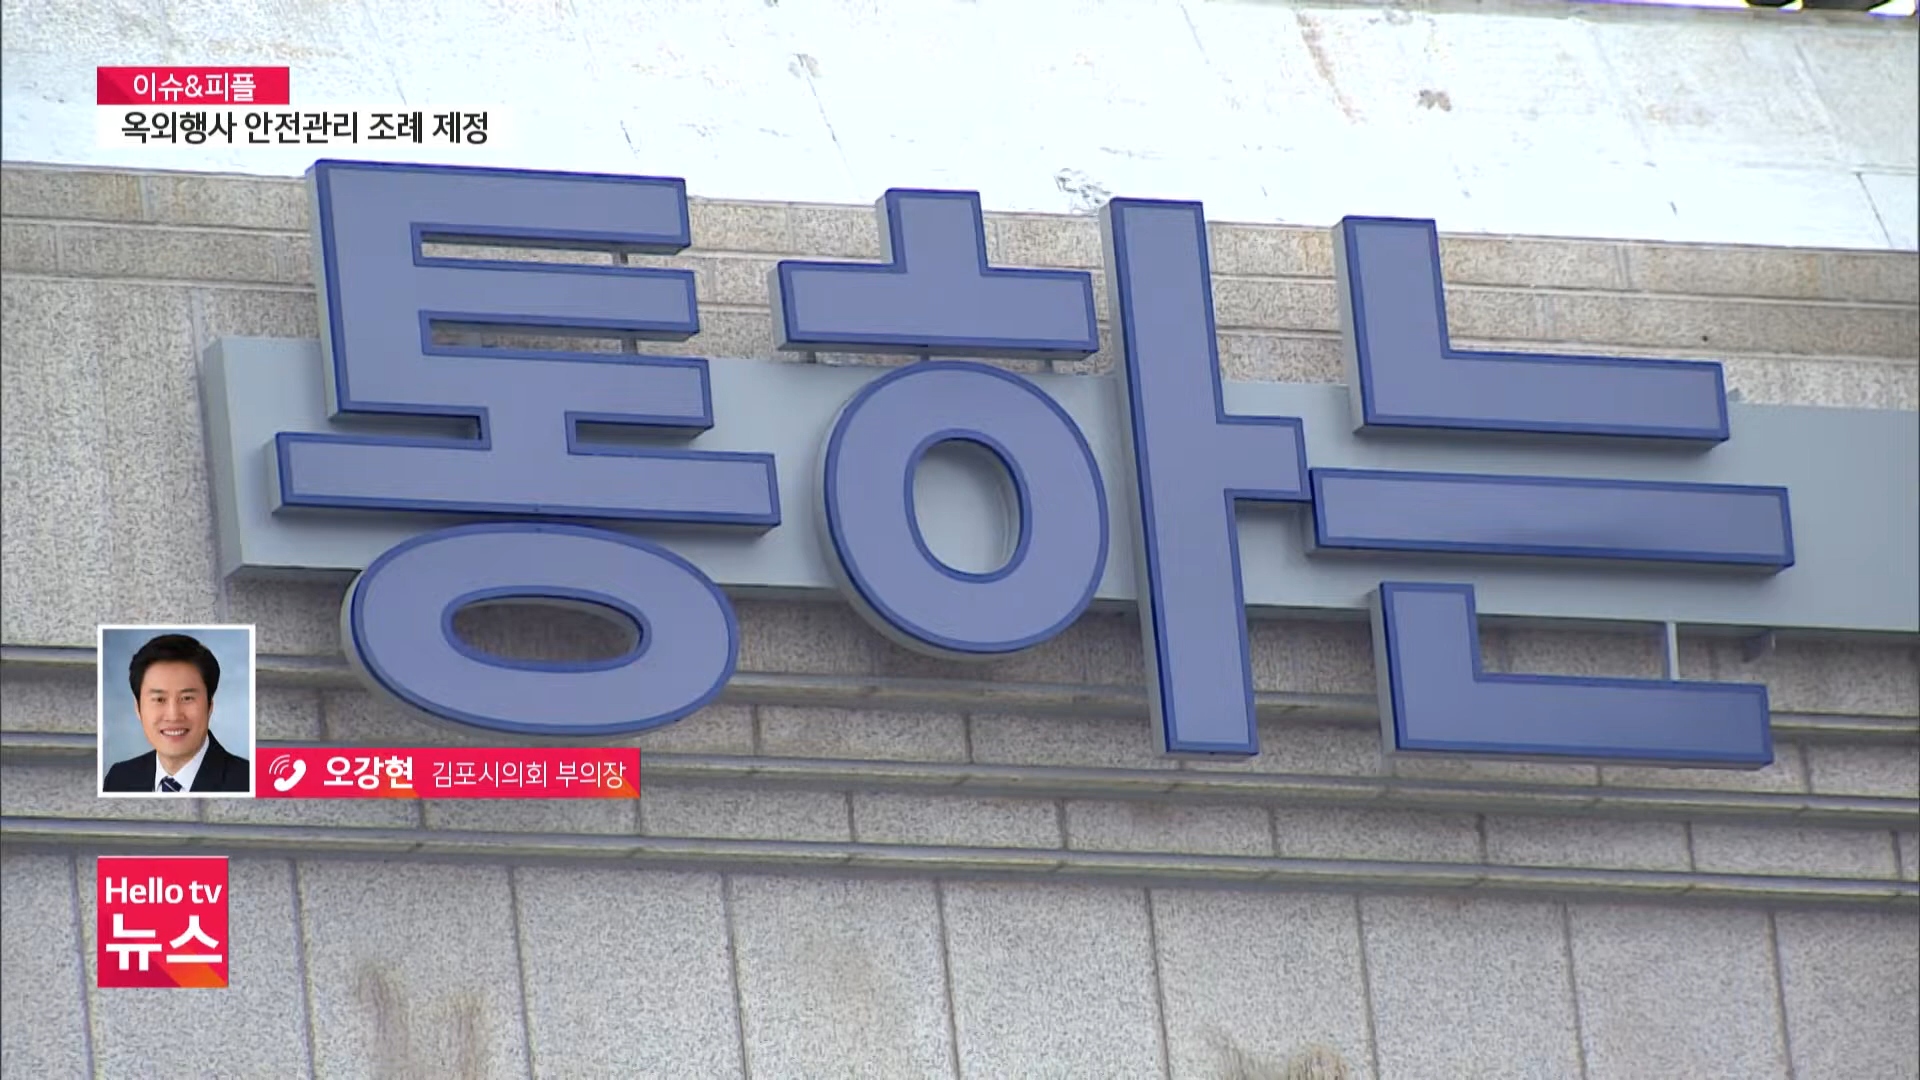 이슈&피플
옥외행사 안전관리 조례 제정
통하는
오강현 김포시의회 부의장
Hello tv
뉴스